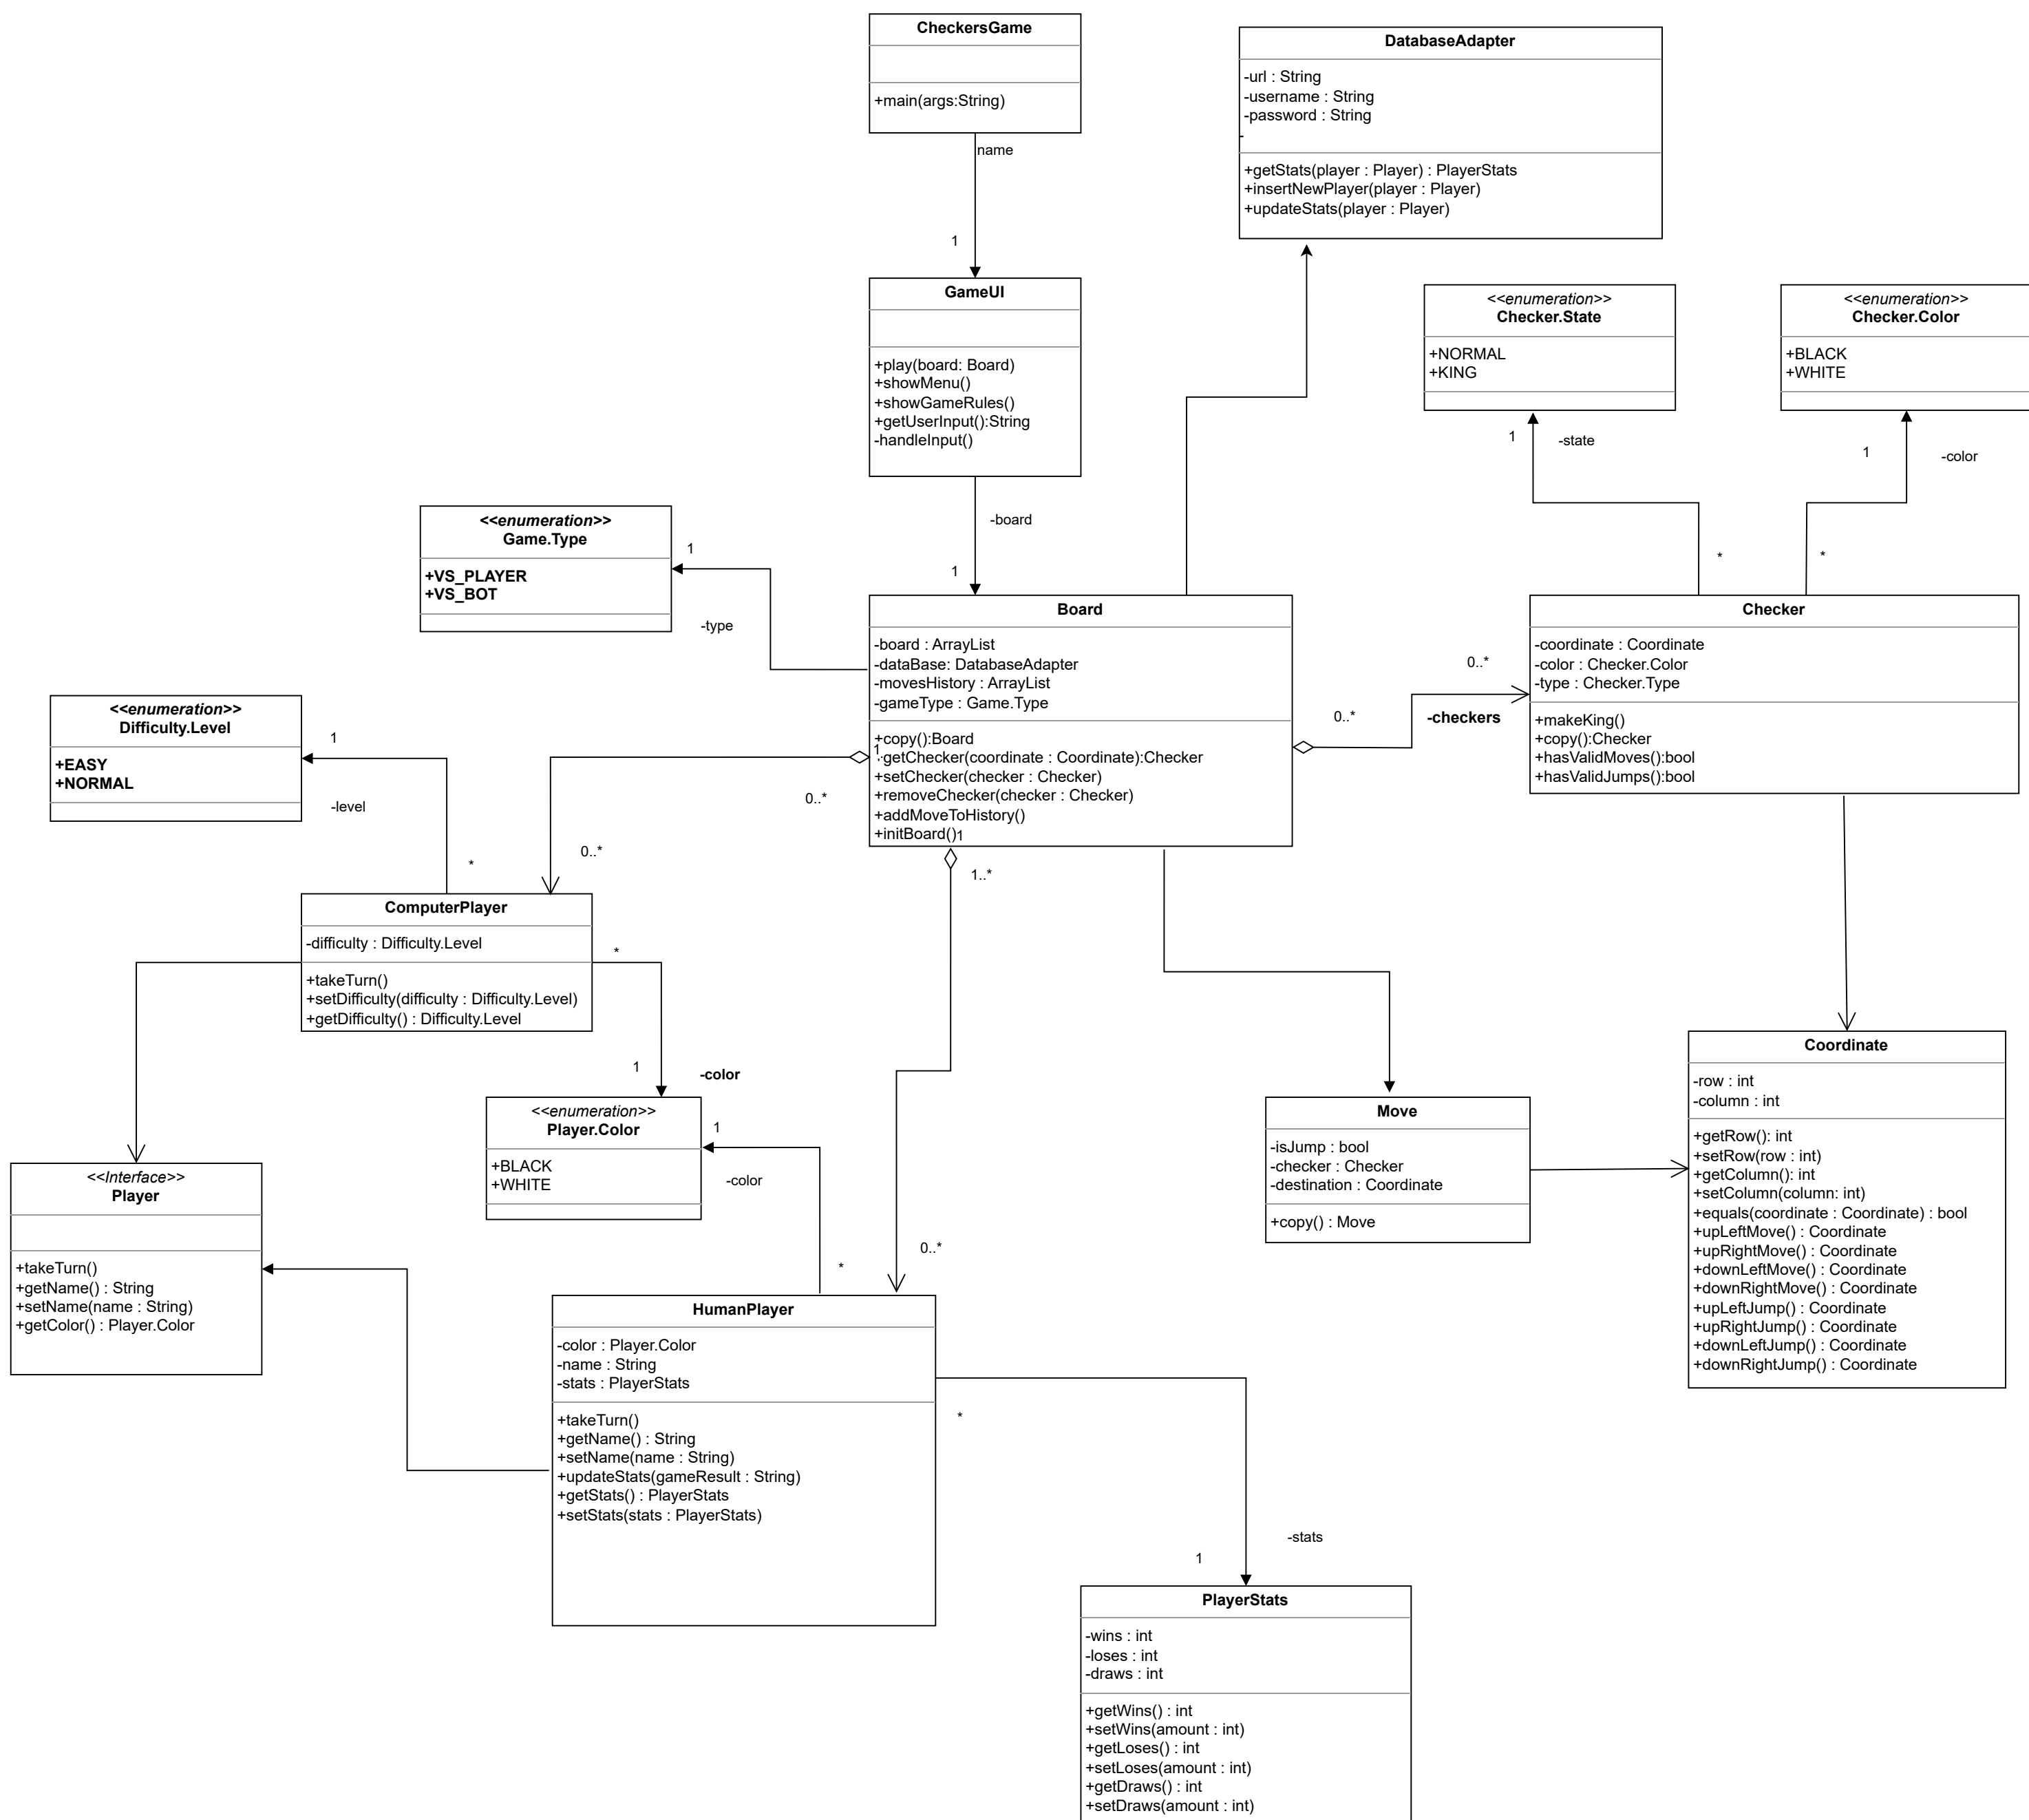 CheckersGame
+main(args:String)
name
1
DatabaseAdapter
-url : String
-username : String
-password : String
-
+getStats(player : Player) : PlayerStats
+insertNewPlayer(player : Player)
+updateStats(player : Player)
GameUI
+play(board: Board)
+showMenu()
+showGameRules()
+getUserInput():String
-handleInput()
-board
1
<<enumeration>>
Checker.State
+NORMAL
+KING
1
-state
*
<<enumeration>>
Checker.Color
+BLACK
+WHITE
1
-color
*
<<enumeration>>
Game.Type
+VS_PLAYER
+VS_BOT
1
-type
Board
-board : ArrayList
-dataBase: DatabaseAdapter
-movesHistory : ArrayList
-gameType : Game.Type
+copy():Board
1
+getChecker(coordinate : Coordinate):Checker
+setChecker(checker : Checker)
+removeChecker(checker : Checker)
+addMoveToHistory()
+initBoard()
1
0..*
-checkers
0..*
Checker
-coordinate : Coordinate
-color : Checker.Color
-type : Checker.Type
+makeKing()
+copy():Checker
+hasValidMoves():bool
+hasValidJumps():bool
<<enumeration>>
Difficulty.Level
+EASY
+NORMAL
1
-level
*
0..*
0..*
1..*
ComputerPlayer
-difficulty : Difficulty.Level
+takeTurn()
+setDifficulty(difficulty : Difficulty.Level)
+getDifficulty() : Difficulty.Level
*
1
-color
<<enumeration>>
Player.Color
+BLACK
+WHITE
1
-color
*
0..*
<<Interface>>
Player
+takeTurn()
+getName() : String
+setName(name : String)
+getColor() : Player.Color
Move
-isJump : bool
-checker : Checker
-destination : Coordinate
+copy() : Move
Coordinate
-row : int
-column : int
+getRow(): int
+setRow(row : int)
+getColumn(): int
+setColumn(column: int)
+equals(coordinate : Coordinate) : bool
+upLeftMove() : Coordinate
+upRightMove() : Coordinate
+downLeftMove() : Coordinate
+downRightMove() : Coordinate
+upLeftJump() : Coordinate
+upRightJump() : Coordinate
+downLeftJump() : Coordinate
+downRightJump() : Coordinate
HumanPlayer
-color : Player.Color
-name : String
-stats : PlayerStats
+takeTurn()
+getName() : String
+setName(name : String)
+updateStats(gameResult : String)
+getStats() : PlayerStats
+setStats(stats : PlayerStats)
*
-stats
1
PlayerStats
-wins : int
-loses : int
-draws : int
+getWins() : int
+setWins(amount : int)
+getLoses() : int
+setLoses(amount : int)
+getDraws() : int
+setDraws(amount : int)